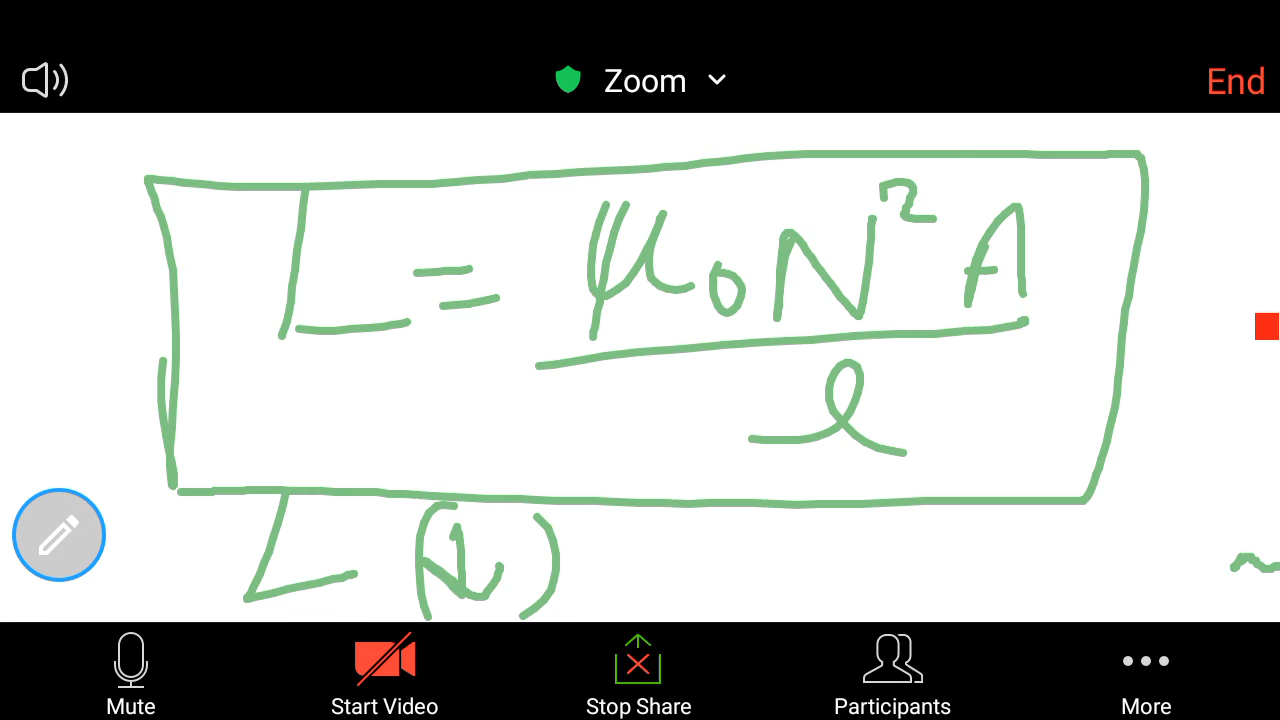 Zoom
End
L = μ₀N²A
ℓ
L (
)
Mute
Start Video
Stop Share
Participants
More